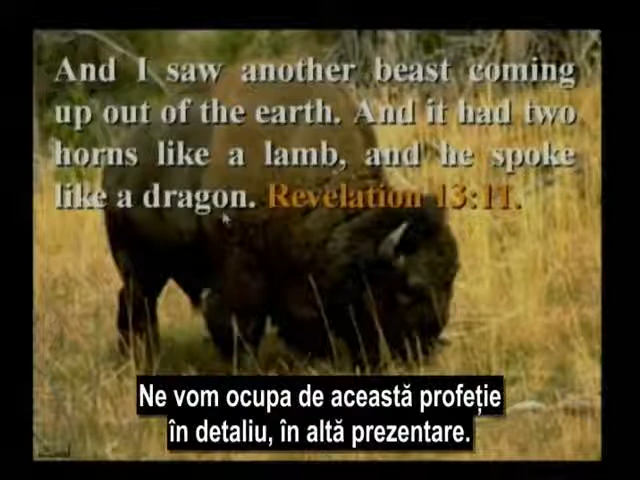 And I saw another beast coming
up out of the earth. And it had two
horns like a lamb, and he spoke
like a dragon. Revelation 13:11.
Ne vom ocupa de această profeție
în detaliu, în altă prezentare.